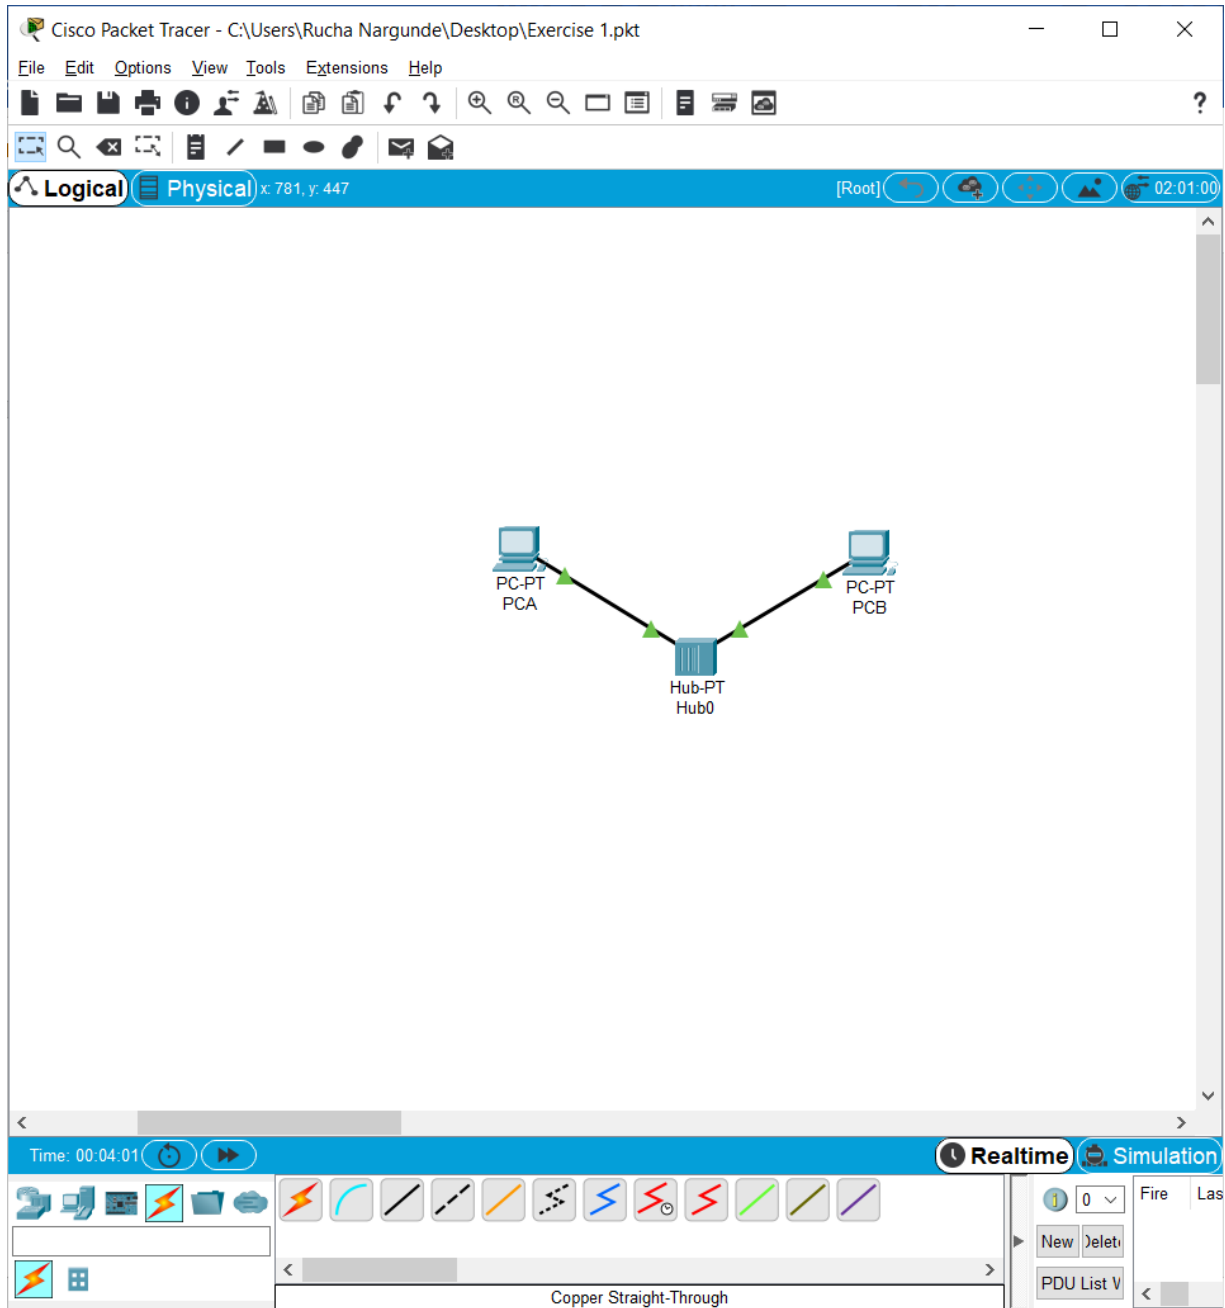 Cisco Packet Tracer - C:\Users\Rucha Nargunde\Desktop\Exercise 1.pkt
File Edit Options View Tools Extensions Help
?
Logical Physical x: 781, y: 447 [Root] 02:01:00
PC-PT
PCA
PC-PT
PCB
Hub-PT
Hub0
Time: 00:04:01 Realtime Simulation
0 Fire Las
New Delet
PDU List
Copper Straight-Through